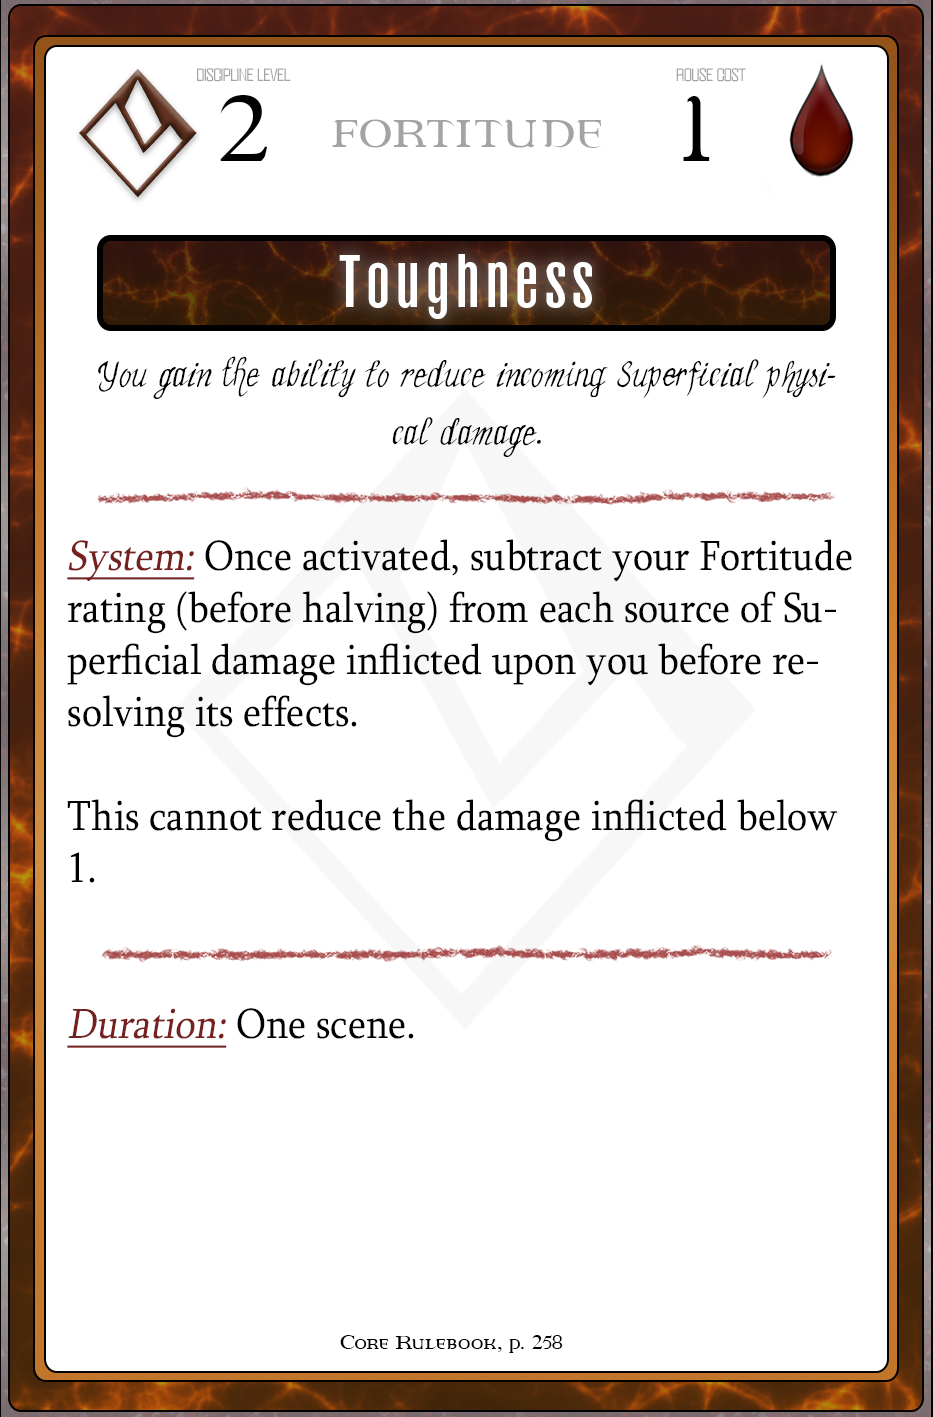 DISCIPLINE LEVEL
2
FORTITUDE
ROUSE COST
1
Toughness
You gain the ability to reduce incoming Superficial physi-
cal damage.
System: Once activated, subtract your Fortitude
rating (before halving) from each source of Su-
perficial damage inflicted upon you before re-
solving its effects.
This cannot reduce the damage inflicted below
1.
Duration: One scene.
Core Rulebook, p. 258